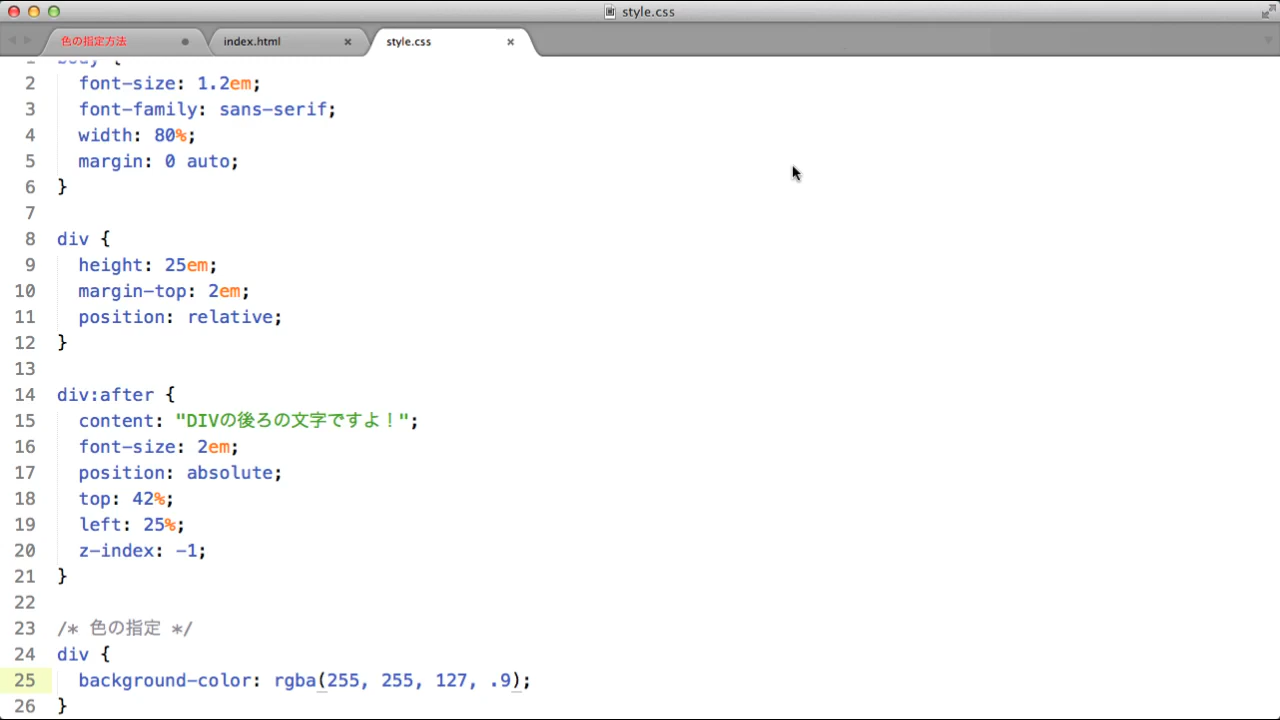 style.css
色の指定方法
index.html
style.css
1 body {
2 font-size: 1.2em;
3 font-family: sans-serif;
4 width: 80%;
5 margin: 0 auto;
6 }
7
8 div {
9 height: 25em;
10 margin-top: 2em;
11 position: relative;
12 }
13
14 div:after {
15 content: "DIVの後ろの文字ですよ！";
16 font-size: 2em;
17 position: absolute;
18 top: 42%;
19 left: 25%;
20 z-index: -1;
21 }
22
23 /* 色の指定 */
24 div {
25 background-color: rgba(255, 255, 127, .9);
26 }